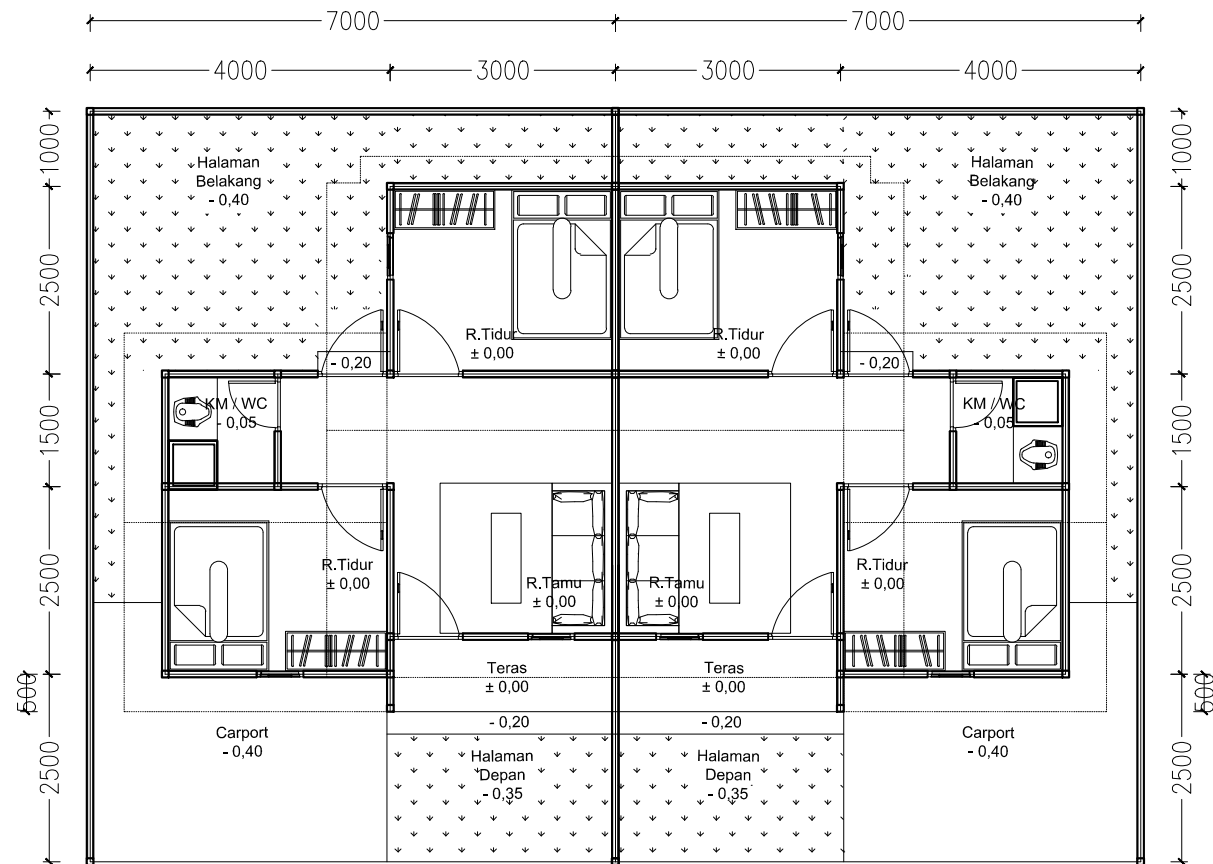 7000
7000
4000
3000
3000
4000
1000
1000
Halaman
Belakang
- 0,40
Halaman
Belakang
- 0,40
2500
2500
R.Tidur
± 0,00
R.Tidur
± 0,00
- 0,20
- 0,20
KM / WC
- 0,05
KM / WC
- 0,05
1500
1500
R.Tidur
± 0,00
R.Tamu
± 0,00
R.Tamu
± 0,00
R.Tidur
± 0,00
2500
2500
Teras
± 0,00
Teras
± 0,00
500
500
- 0,20
- 0,20
Carport
- 0,40
Carport
- 0,40
Halaman
Depan
- 0,35
Halaman
Depan
- 0,35
2500
2500